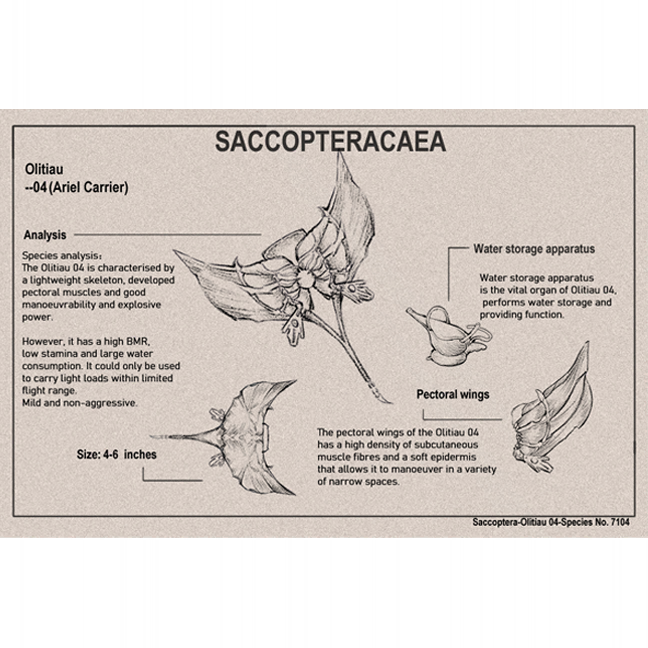 SACCOPTERACAEA
Olitiau
--04 (Ariel Carrier)
Analysis
Species analysis:
The Olitiau 04 is characterised by
a lightweight skeleton, developed
pectoral muscles and good
manoeuvrability and explosive
power.
However, it has a high BMR,
low stamina and large water
consumption. It could only be used
to carry light loads within limited
flight range.
Mild and non-aggressive.
Size: 4-6 inches
Water storage apparatus
Water storage apparatus
is the vital organ of Olitiau 04,
performs water storage and
providing function.
Pectoral wings
The pectoral wings of the Olitiau 04
has a high density of subcutaneous
muscle fibres and a soft epidermis
that allows it to manoeuver in a variety
of narrow spaces.
Saccoptera-Olitiau 04-Species No. 7104